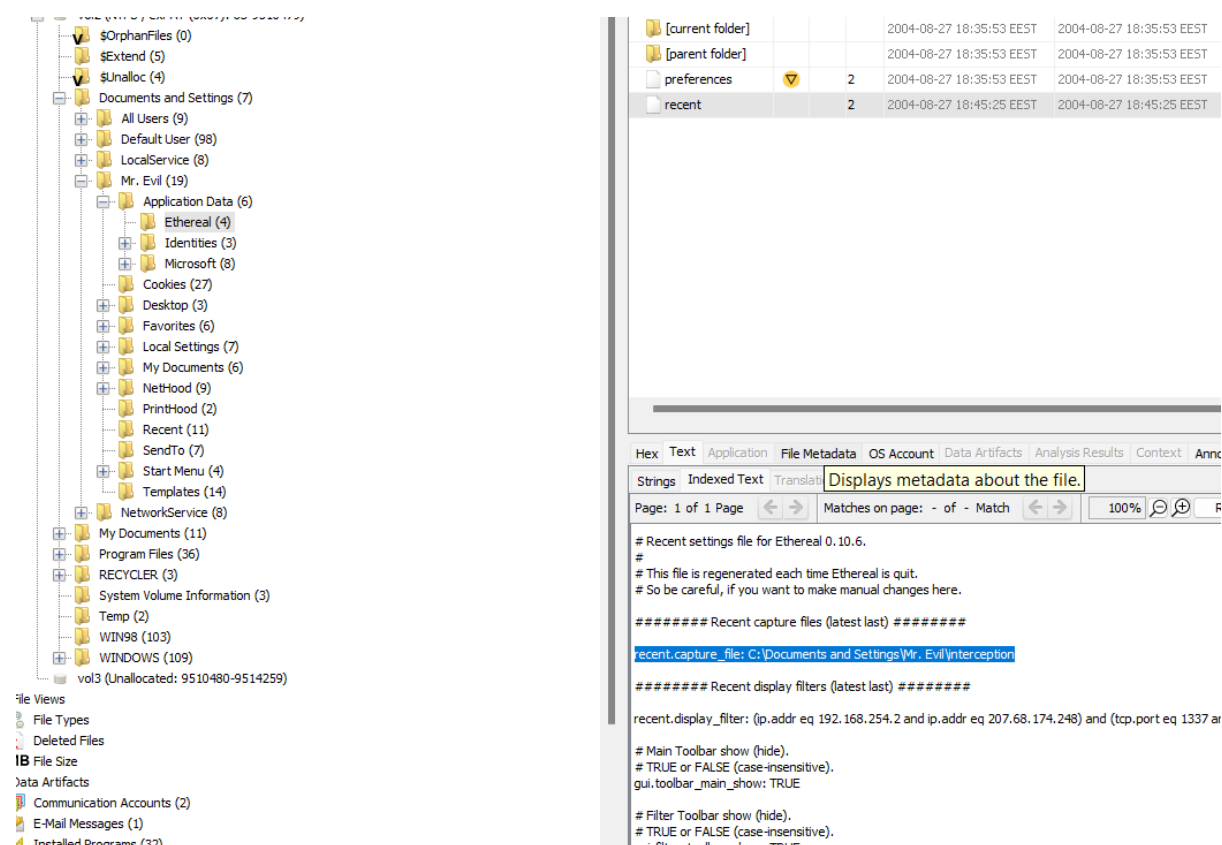 $OrphanFiles (0)
$Extend (5)
$Unalloc (4)
Documents and Settings (7)
All Users (9)
Default User (98)
LocalService (8)
Mr. Evil (19)
Application Data (6)
Ethereal (4)
Identities (3)
Microsoft (8)
Cookies (27)
Desktop (3)
Favorites (6)
Local Settings (7)
My Documents (6)
NetHood (9)
PrintHood (2)
Recent (11)
SendTo (7)
Start Menu (4)
Templates (14)
NetworkService (8)
My Documents (11)
Program Files (36)
RECYCLER (3)
System Volume Information (3)
Temp (2)
WIN98 (103)
WINDOWS (109)
vol3 (Unallocated: 9510480-9514259)
File Views
File Types
Deleted Files
MB File Size
Data Artifacts
Communication Accounts (2)
E-Mail Messages (1)
Installed Programs (32)
[current folder] 2004-08-27 18:35:53 EEST 2004-08-27 18:35:53 EEST
[parent folder] 2004-08-27 18:35:53 EEST 2004-08-27 18:35:53 EEST
preferences 2 2004-08-27 18:35:53 EEST 2004-08-27 18:35:53 EEST
recent 2 2004-08-27 18:45:25 EEST 2004-08-27 18:45:25 EEST
Hex Text Application File Metadata OS Account Data Artifacts Analysis Results Context Anno
Strings Indexed Text Translati Displays metadata about the file.
Page: 1 of 1 Page Matches on page: - of - Match 100% R
# Recent settings file for Ethereal 0.10.6.
#
# This file is regenerated each time Ethereal is quit.
# So be careful, if you want to make manual changes here.
######## Recent capture files (latest last) ########
recent.capture_file: C:\Documents and Settings\Mr. Evil\interception
######## Recent display filters (latest last) ########
recent.display_filter: (ip.addr eq 192.168.254.2 and ip.addr eq 207.68.174.248) and (tcp.port eq 1337 an
# Main Toolbar show (hide).
# TRUE or FALSE (case-insensitive).
gui.toolbar_main_show: TRUE
# Filter Toolbar show (hide).
# TRUE or FALSE (case-insensitive).